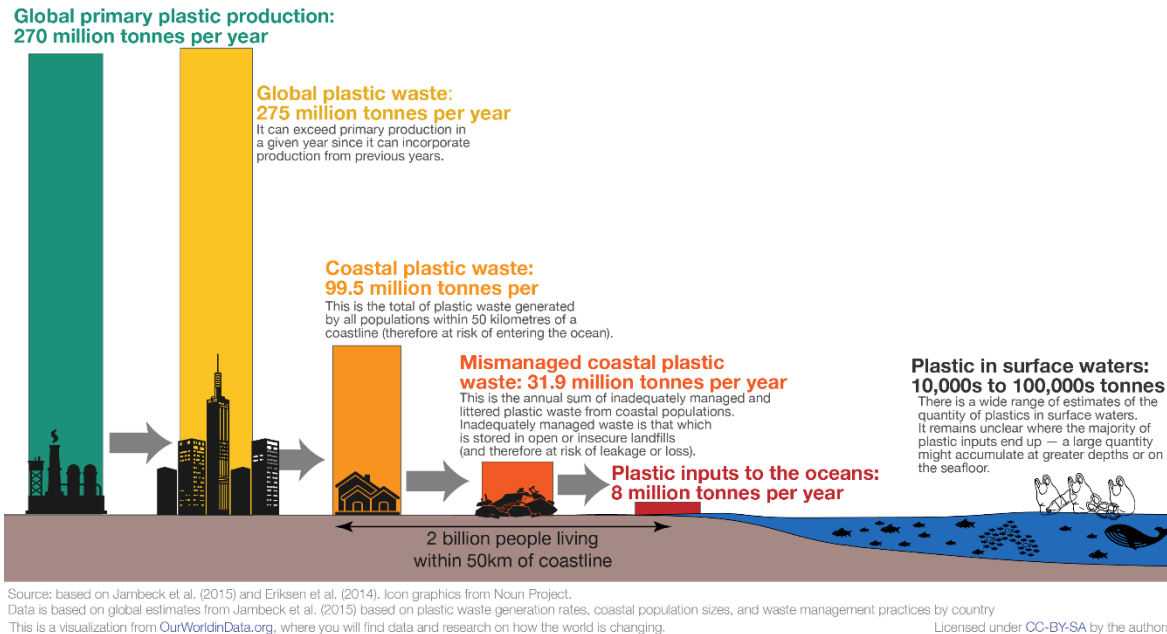 Global primary plastic production:
270 million tonnes per year
Global plastic waste:
275 million tonnes per year
It can exceed primary production in
a given year since it can incorporate
production from previous years.
Coastal plastic waste:
99.5 million tonnes per
This is the total of plastic waste generated
by all populations within 50 kilometres of a
coastline (therefore at risk of entering the ocean).
Mismanaged coastal plastic
waste: 31.9 million tonnes per year
This is the annual sum of inadequately managed and
littered plastic waste from coastal populations.
Inadequately managed waste is that which
is stored in open or insecure landfills
(and therefore at risk of leakage or loss).
Plastic inputs to the oceans:
8 million tonnes per year
Plastic in surface waters:
10,000s to 100,000s tonnes
There is a wide range of estimates of the
quantity of plastics in surface waters.
It remains unclear where the majority of
plastic inputs end up — a large quantity
might accumulate at greater depths or on
the seafloor.
2 billion people living
within 50km of coastline
Source: based on Jambeck et al. (2015) and Eriksen et al. (2014). Icon graphics from Noun Project.
Data is based on global estimates from Jambeck et al. (2015) based on plastic waste generation rates, coastal population sizes, and waste management practices by country
This is a visualization from OurWorldinData.org, where you will find data and research on how the world is changing.
Licensed under CC-BY-SA by the authors